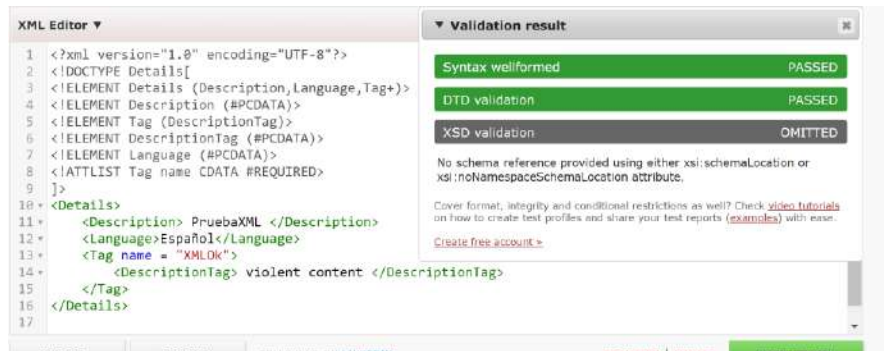 XML Editor ▼
1 <?xml version="1.0" encoding="UTF-8"?>
2 <!DOCTYPE Details[
3 <!ELEMENT Details (Description,Language,Tag+)>
4 <!ELEMENT Description (#PCDATA)>
5 <!ELEMENT Tag (DescriptionTag)>
6 <!ELEMENT DescriptionTag (#PCDATA)>
7 <!ELEMENT Language (#PCDATA)>
8 <!ATTLIST Tag name CDATA #REQUIRED>
9 ]>
10 <Details>
11 <Description> PruebaXML </Description>
12 <Language>Español</Language>
13 <Tag name = "XMLOk">
14 <DescriptionTag> violent content </DescriptionTag>
15 </Tag>
16 </Details>
17
▼ Validation result
Syntax wellformed PASSED
DTD validation PASSED
XSD validation OMITTED
No schema reference provided using either xsi:schemaLocation or
xsi:noNamespaceSchemaLocation attribute.
Cover format, integrity and conditional restrictions as well? Check video tutorials
on how to create test profiles and share your test reports (examples) with ease.
Create free account >